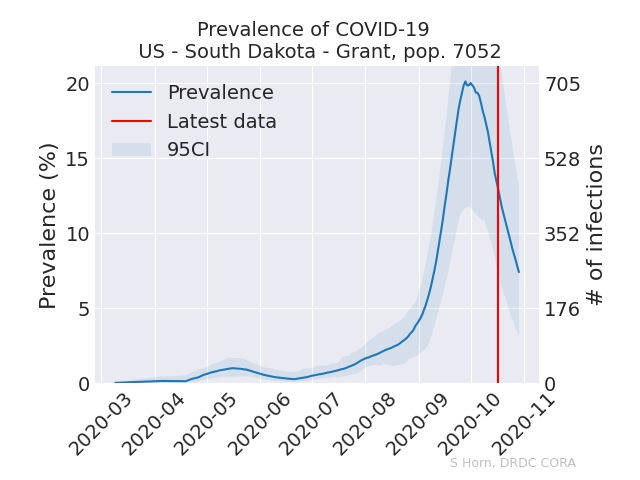 Prevalence of COVID-19
US - South Dakota - Grant, pop. 7052
Prevalence
Latest data
95CI
Prevalence (%)
20
15
10
5
0
705
528
352
176
0
# of infections
2020-03
2020-04
2020-05
2020-06
2020-07
2020-08
2020-09
2020-10
2020-11
S Horn, DRDC CORA